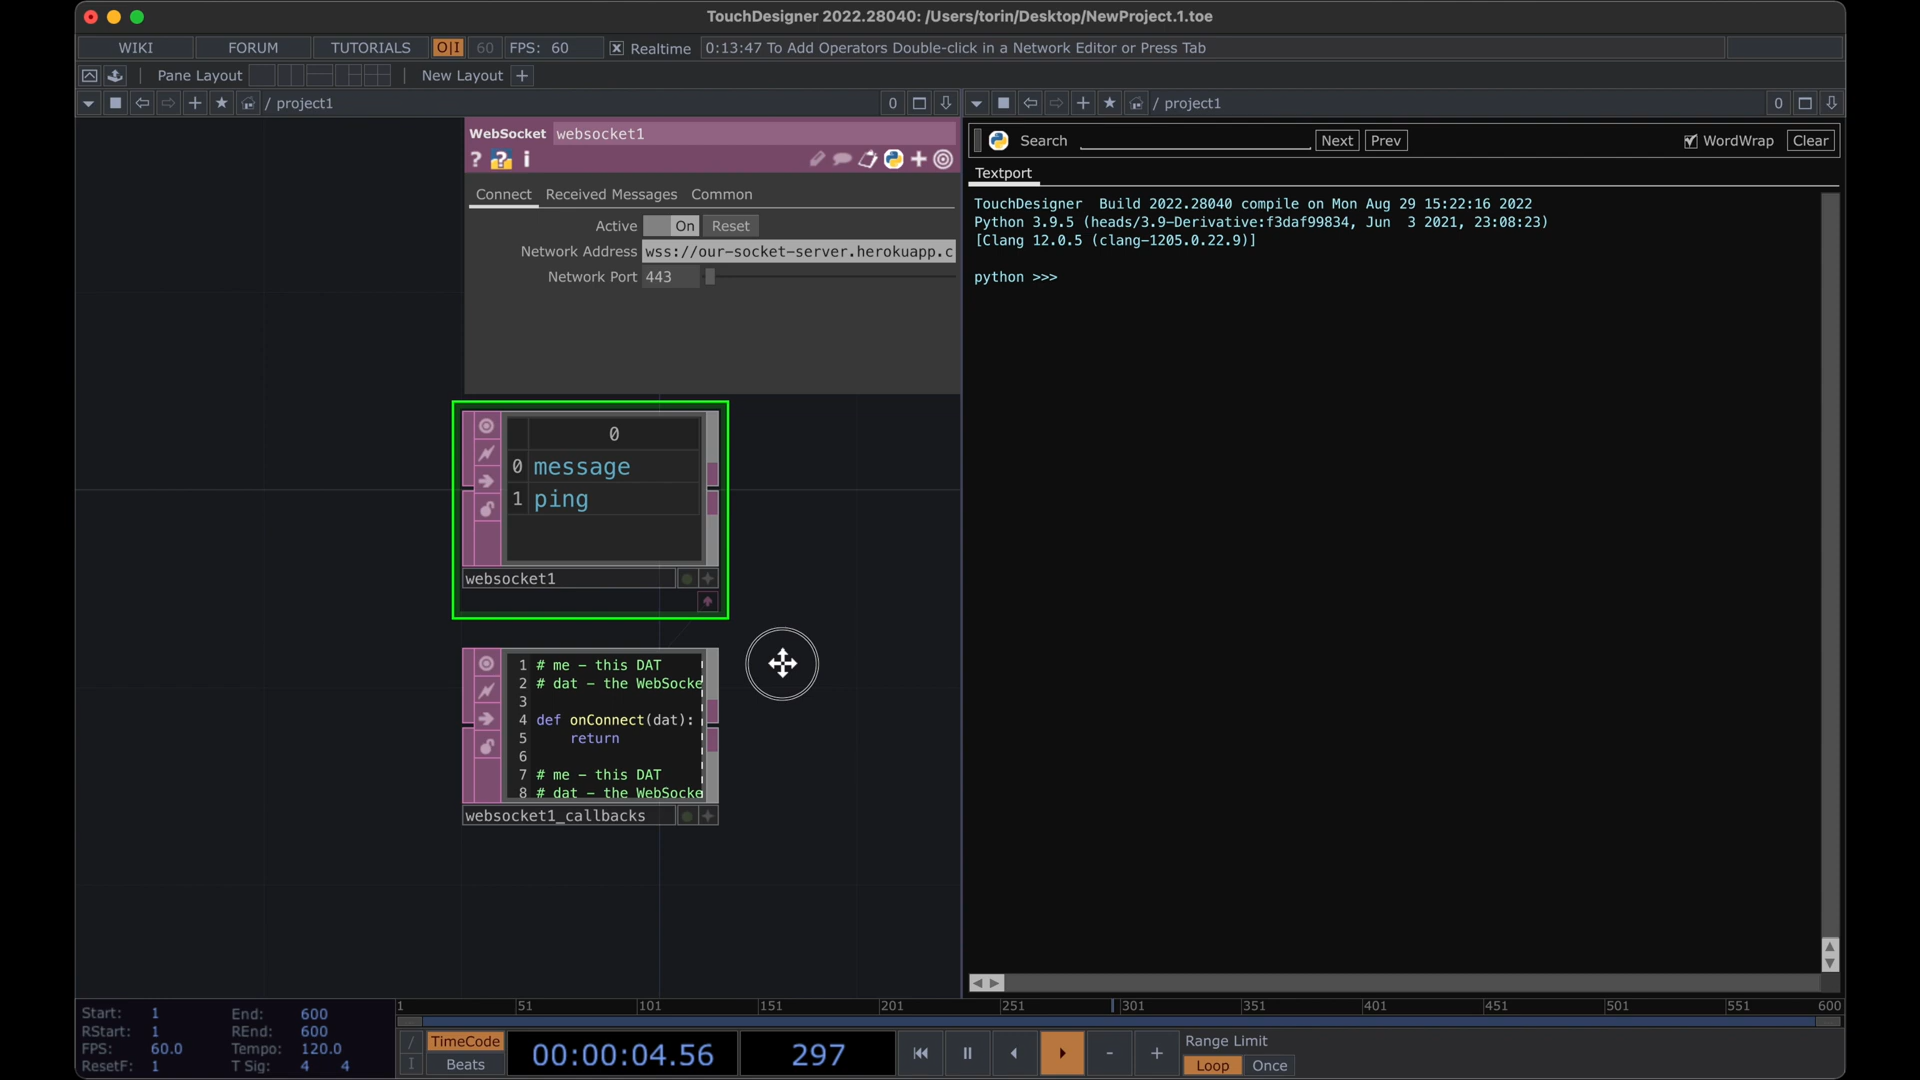 TouchDesigner 2022.28040: /Users/torin/Desktop/NewProject.1.toe
WIKI FORUM TUTORIALS O|I 60 FPS: 60 Realtime 0:13:47 To Add Operators Double-click in a Network Editor or Press Tab
Pane Layout New Layout +
/ project1 0
WebSocket websocket1
? ? i
Connect Received Messages Common
Active On Reset
Network Address wss://our-socket-server.herokuapp.c
Network Port 443
0
0 message
1 ping
websocket1
1 # me - this DAT
2 # dat - the WebSocke
3
4 def onConnect(dat):
5 return
6
7 # me - this DAT
8 # dat - the WebSocke
websocket1_callbacks
/ project1 0
Search Next Prev WordWrap Clear
Textport
TouchDesigner Build 2022.28040 compile on Mon Aug 29 15:22:16 2022
Python 3.9.5 (heads/3.9-Derivative:f3daf99834, Jun 3 2021, 23:08:23)
[Clang 12.0.5 (clang-1205.0.22.9)]
python >>>
1 51 101 151 201 251 301 351 401 451 501 551 600
Start: 1 End: 600
RStart: 1 REnd: 600
FPS: 60.0 Tempo: 120.0
ResetF: 1 T Sig: 4 4
/
I
TimeCode
Beats
00:00:04.56 297
- +
Range Limit
Loop Once